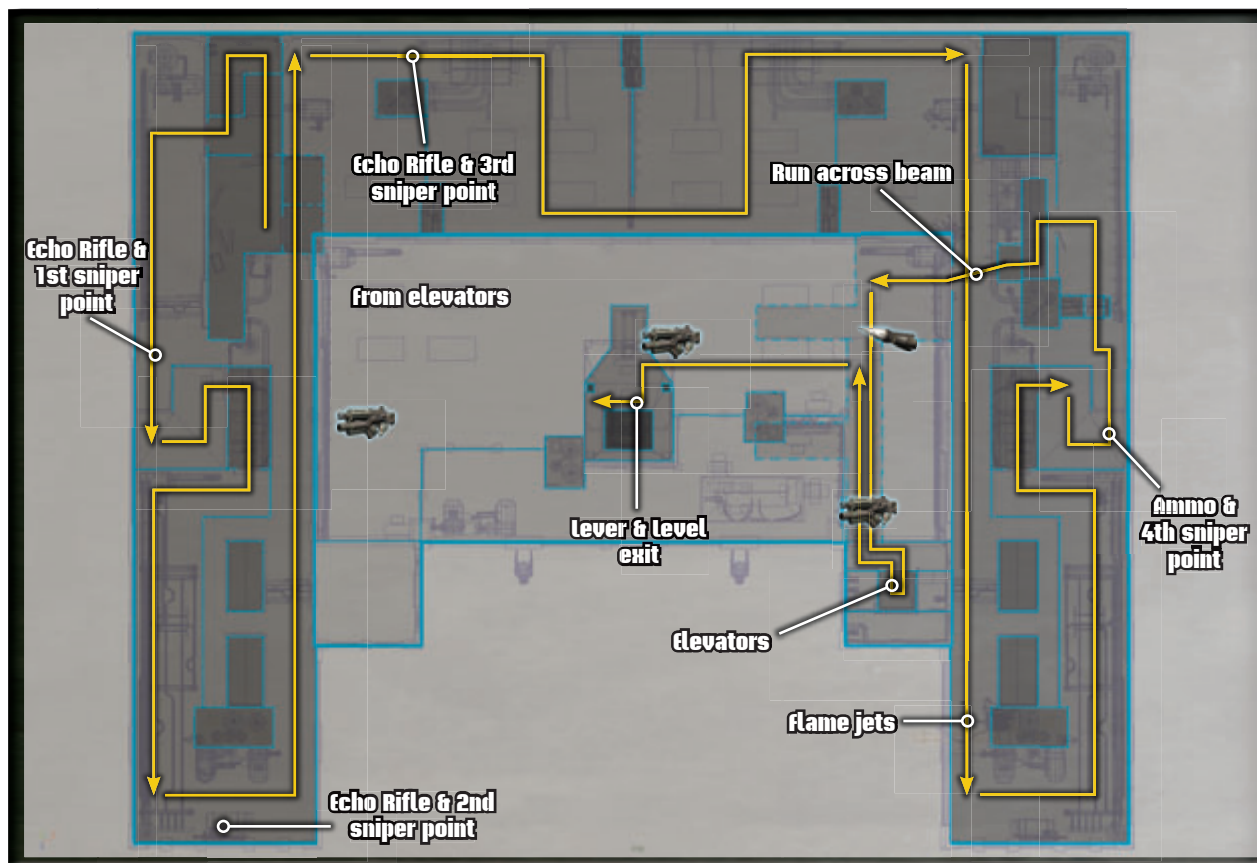 Echo Rifle & 3rd
sniper point
Run across beam
Echo Rifle &
1st sniper
point
From elevators
Lever & level
exit
Ammo &
4th sniper
point
Elevators
Flame jets
Echo Rifle & 2nd
sniper point